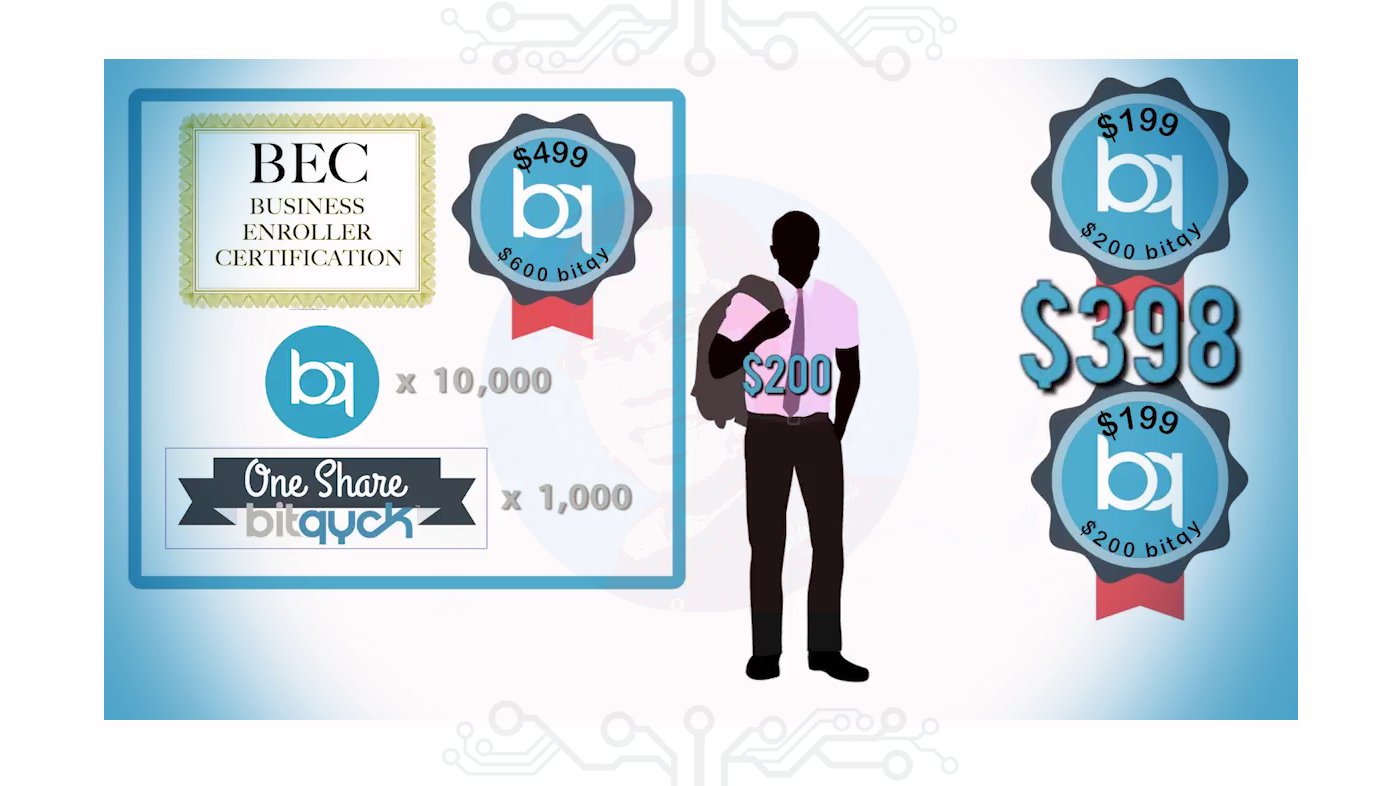 BEC
BUSINESS
ENROLLER
CERTIFICATION
$499
bq
$600 bitqy
bq
x 10,000
One Share
bitqyck
x 1,000
$200
$199
bq
$200 bitqy
$398
$199
bq
$200 bitqy